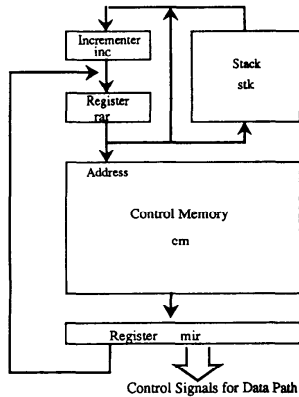 Incrementer
inc
Stack
stk
Register
rar
Address
Control Memory
cm
Register mir
Control Signals for Data Path